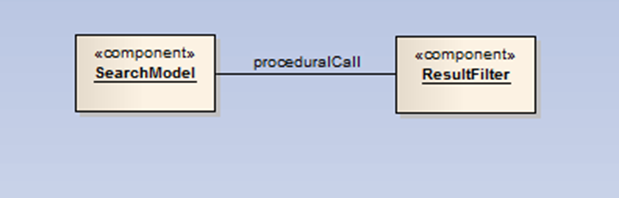 «component»
SearchModel
proceduralCall
«component»
ResultFilter